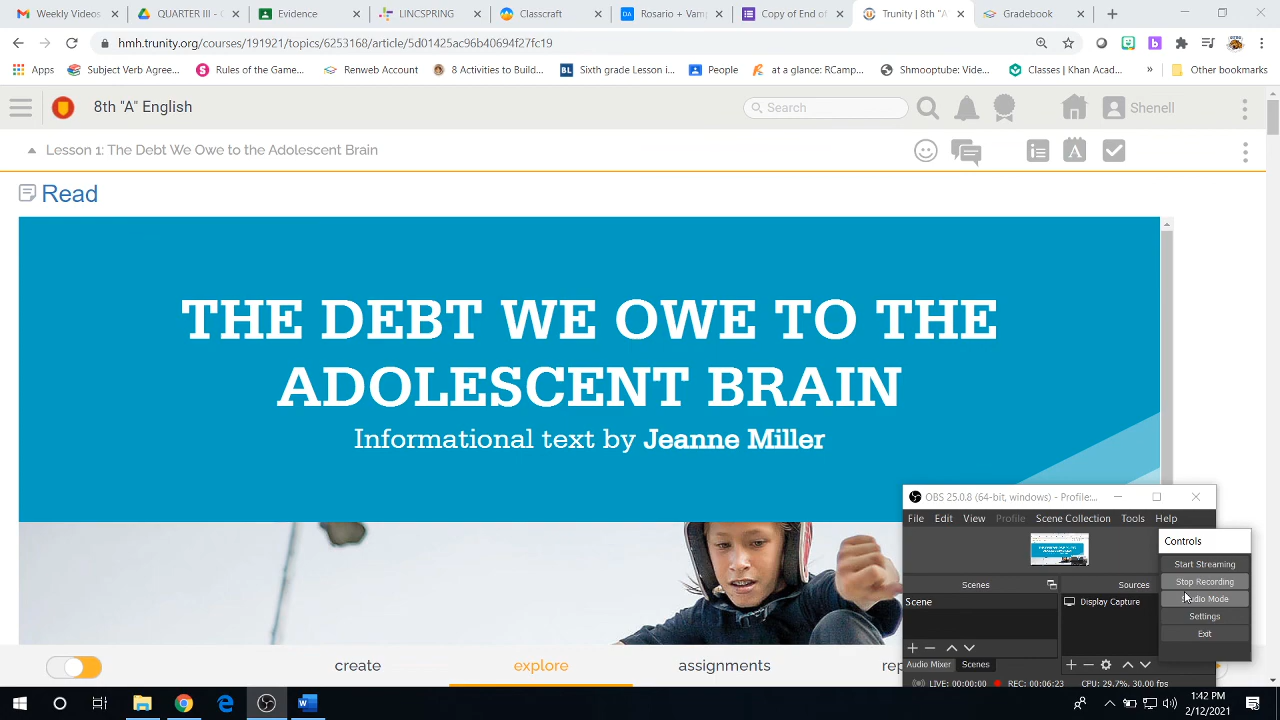 Weekly Videos
QUARTER III - G
Evidence
LINCSPRING
Classcraft
DA
Rosario + Vamp
Copy of End of
Trunity | 8th "A"
Gradebook
hmh.trunity.org/courses/191921/topics/6253168/article/5d01425ac96b40694f27fc19
Apps
Subject Verb Agree...
Rules of the Game...
Renweb Account
8 Activities to Build...
BL
Sixth grade Lesson i...
People
at a glance: RCamp...
Shmooptube: Vide...
Classes | Khan Acad...
»
Other bookmarks
8th "A" English
Search
Shenell
Lesson 1: The Debt We Owe to the Adolescent Brain
Read
THE DEBT WE OWE TO THE
ADOLESCENT BRAIN
Informational text by Jeanne Miller
OBS 25.0.8 (64-bit, windows) - Profile:...
File Edit View Profile Scene Collection Tools Help
Controls
Start Streaming
Stop Recording
Mode
Settings
Exit
Scenes
Sources
Scene
Display Capture
Audio Mixer
Scenes
LIVE: 00:00:00
REC: 00:06:23
CPU: 29.7%, 30.00 fps
create
explore
assignments
1:42 PM
2/12/2021